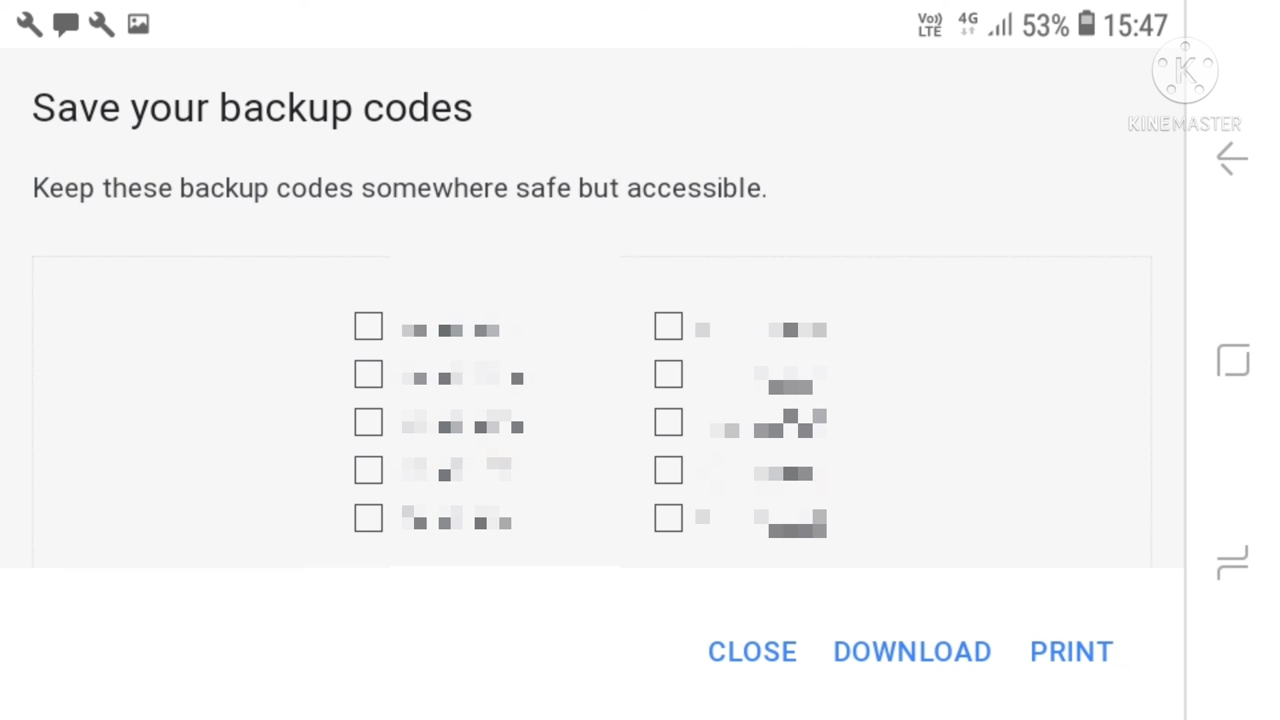 Vo)) LTE 4G 53% 15:47
K
KINEMASTER
Save your backup codes
Keep these backup codes somewhere safe but accessible.
CLOSE DOWNLOAD PRINT